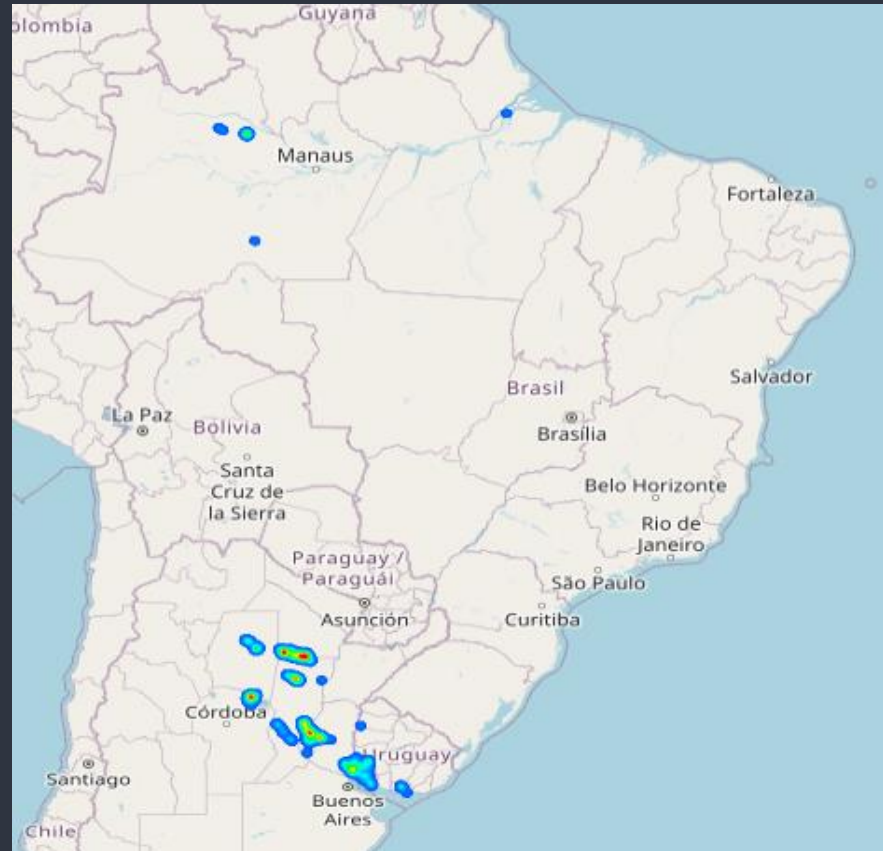 Guyana
olombia
Manaus
Fortaleza
Salvador
Brasil
Brasília
La Paz
Bolivia
Santa
Cruz de
la Sierra
Belo Horizonte
Rio de
Janeiro
São Paulo
Curitiba
Paraguay /
Paraguái
Asunción
Córdoba
Uruguay
Santiago
Buenos
Aires
Chile